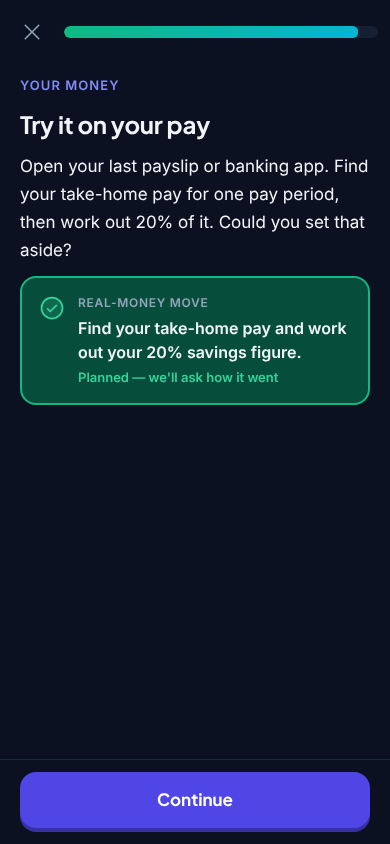 YOUR MONEY
Try it on your pay
Open your last payslip or banking app. Find
your take-home pay for one pay period,
then work out 20% of it. Could you set that
aside?
REAL-MONEY MOVE
Find your take-home pay and work
out your 20% savings figure.
Planned — we'll ask how it went
Continue